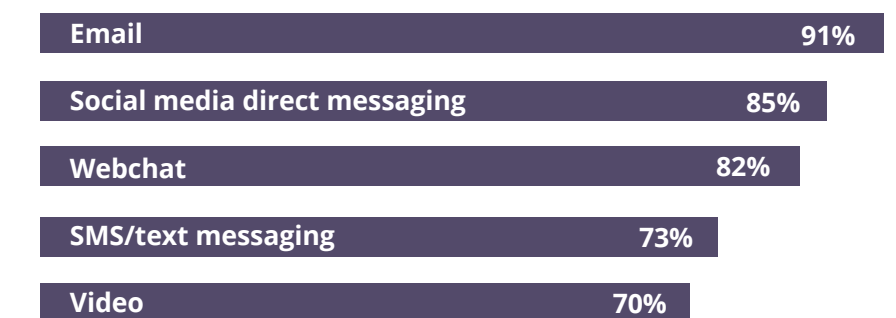 Email 91%
Social media direct messaging 85%
Webchat 82%
SMS/text messaging 73%
Video 70%